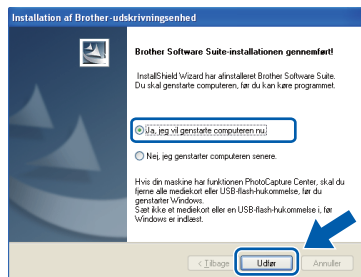 Installation af Brother-udskrivningsenhed
Brother Software Suite-installationen gennemført!
InstallShield Wizard har afinstalleret Brother Software Suite.
Du skal genstarte computeren, før du kan køre programmet.
Ja, jeg vil genstarte computeren nu.
Nej, jeg genstarter computeren senere.
Hvis din maskine har funktionen PhotoCapture Center, skal du
fjerne alle mediekort eller USB-flash-hukommelse, før du
genstarter Windows.
Sæt ikke et mediekort eller en USB-flash-hukommelse i, før
Windows er indlæst.
< Tilbage
Udfør
Annuller